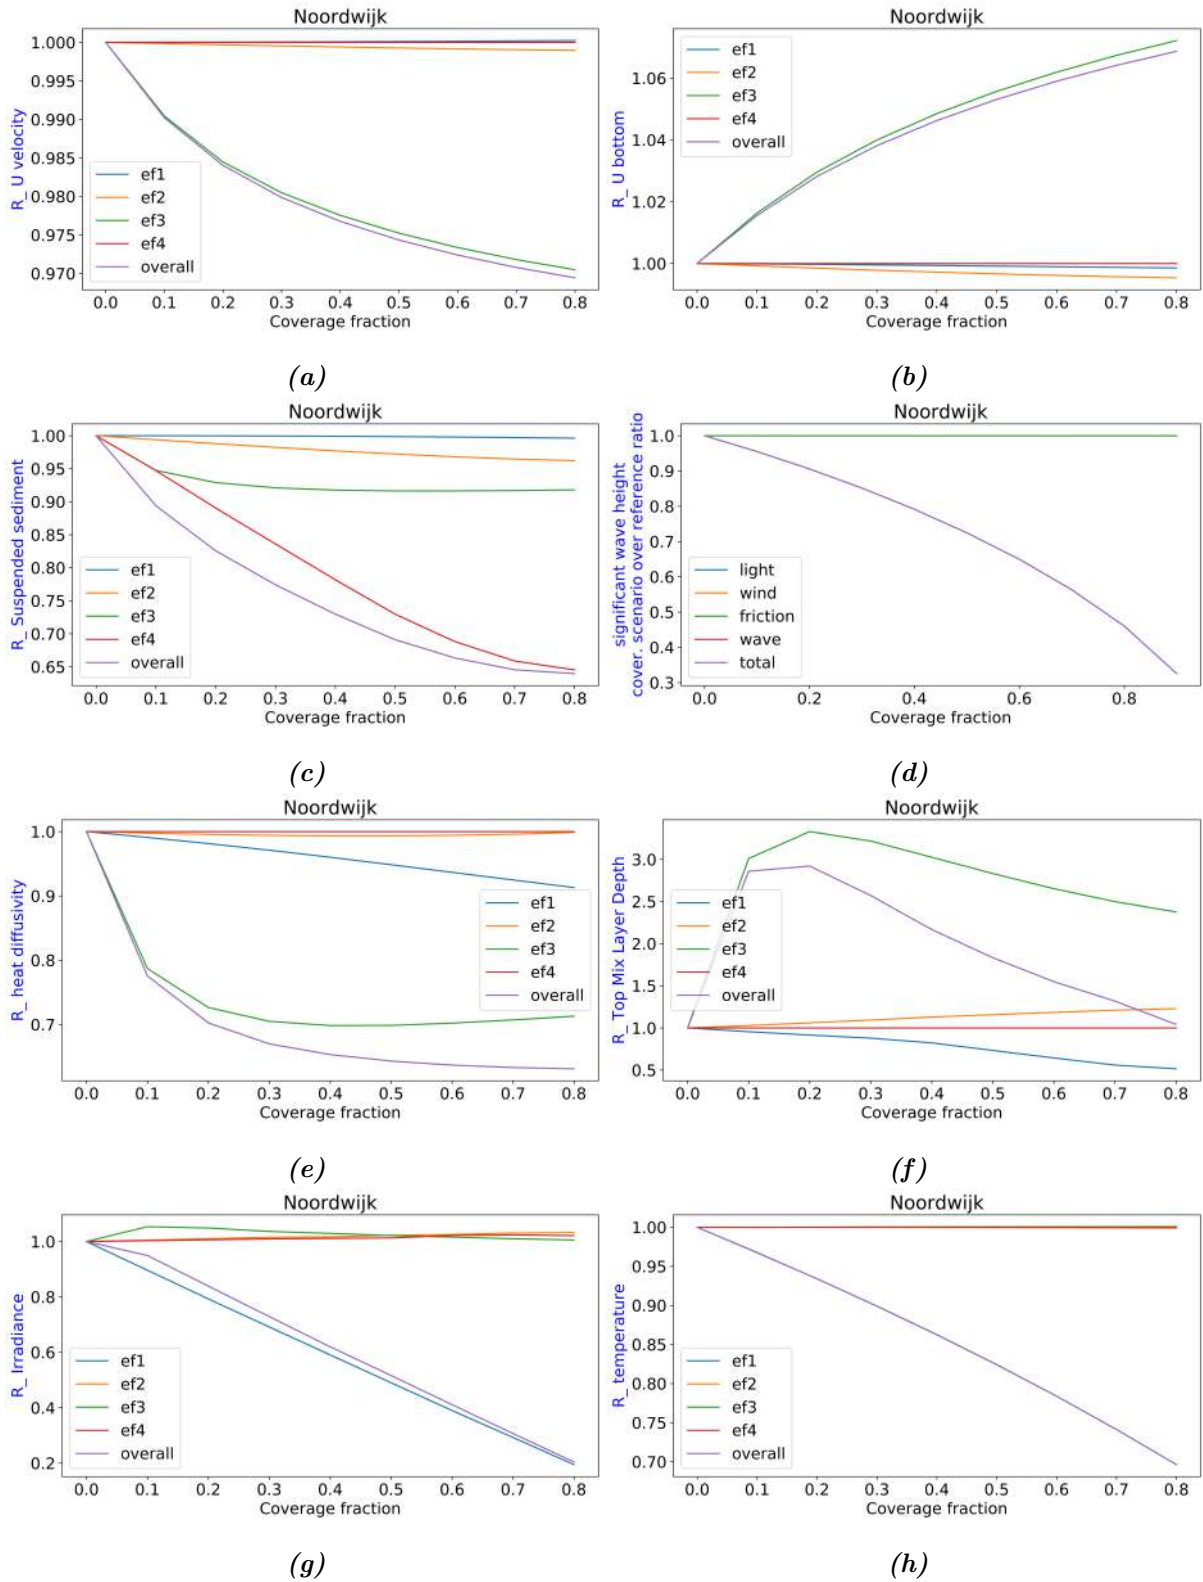 Noordwijk
R_ U velocity
1.000
0.995
0.990
0.985
0.980
0.975
0.970
ef1
ef2
ef3
ef4
overall
0.0 0.1 0.2 0.3 0.4 0.5 0.6 0.7 0.8
Coverage fraction
(a)
Noordwijk
R_ U bottom
1.06
1.04
1.02
1.00
ef1
ef2
ef3
ef4
overall
0.0 0.1 0.2 0.3 0.4 0.5 0.6 0.7 0.8
Coverage fraction
(b)
Noordwijk
R_ Suspended sediment
1.00
0.95
0.90
0.85
0.80
0.75
0.70
0.65
ef1
ef2
ef3
ef4
overall
0.0 0.1 0.2 0.3 0.4 0.5 0.6 0.7 0.8
Coverage fraction
(c)
Noordwijk
significant wave height
cover. scenario over reference ratio
1.0
0.9
0.8
0.7
0.6
0.5
0.4
0.3
light
wind
friction
wave
total
0.0 0.2 0.4 0.6 0.8
Coverage fraction
(d)
Noordwijk
R_ heat diffusivity
1.0
0.9
0.8
0.7
ef1
ef2
ef3
ef4
overall
0.0 0.1 0.2 0.3 0.4 0.5 0.6 0.7 0.8
Coverage fraction
(e)
Noordwijk
R_ Top Mix Layer Depth
3.0
2.5
2.0
1.5
1.0
0.5
ef1
ef2
ef3
ef4
overall
0.0 0.1 0.2 0.3 0.4 0.5 0.6 0.7 0.8
Coverage fraction
(f)
Noordwijk
R_ Irradiance
1.0
0.8
0.6
0.4
0.2
ef1
ef2
ef3
ef4
overall
0.0 0.1 0.2 0.3 0.4 0.5 0.6 0.7 0.8
Coverage fraction
(g)
Noordwijk
R_ temperature
1.00
0.95
0.90
0.85
0.80
0.75
0.70
ef1
ef2
ef3
ef4
overall
0.0 0.1 0.2 0.3 0.4 0.5 0.6 0.7 0.8
Coverage fraction
(h)